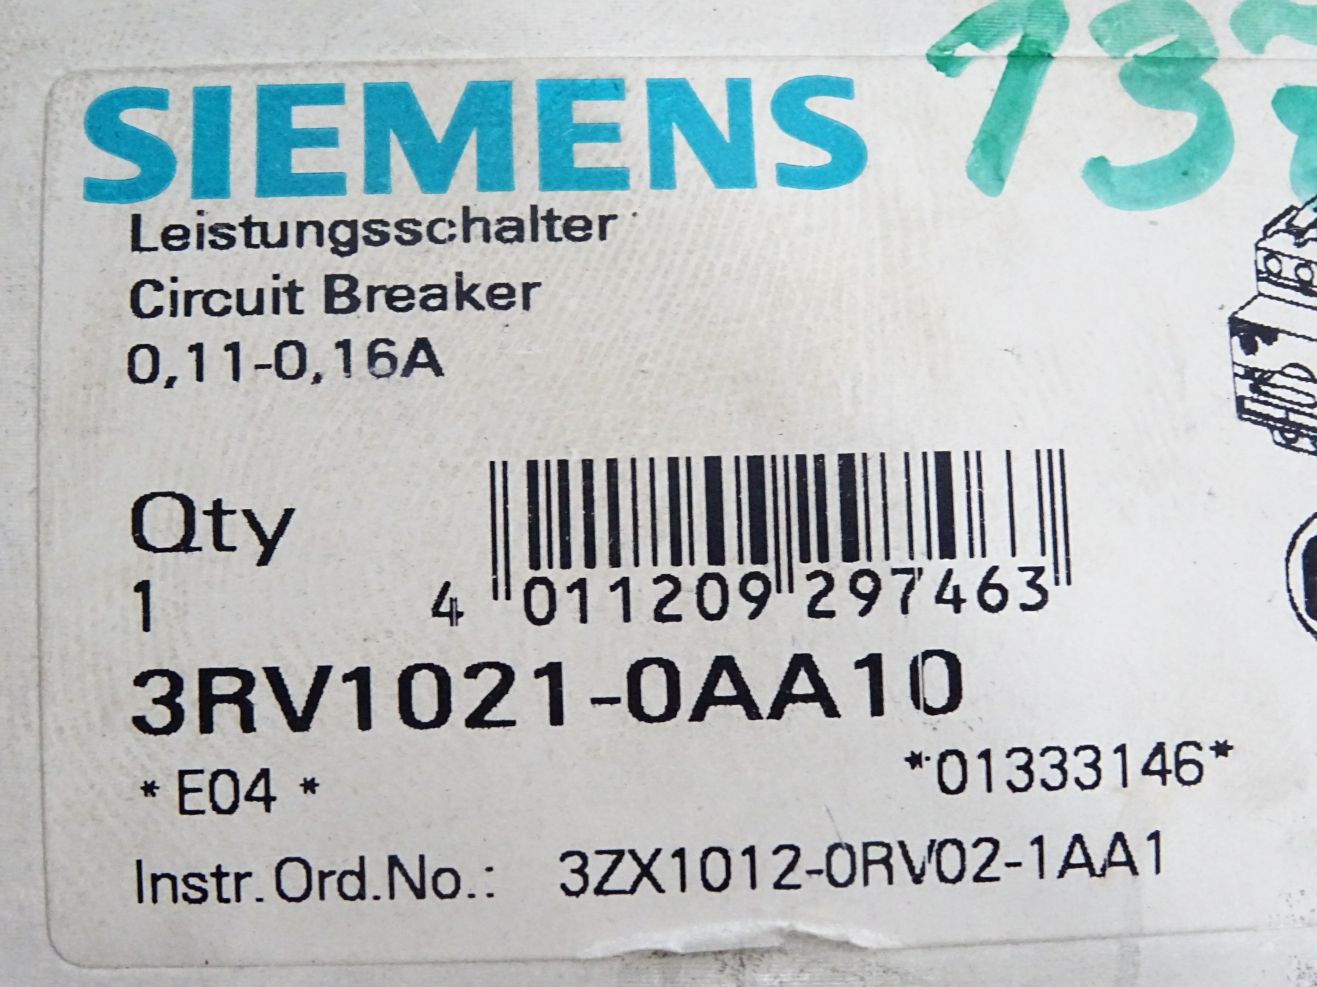 SIEMENS
137
Leistungsschalter
Circuit Breaker
0,11-0,16A
Qty
1
4 011209 297463
3RV1021-0AA10
*E04*
*01333146*
Instr.Ord.No.: 3ZX1012-0RV02-1AA1